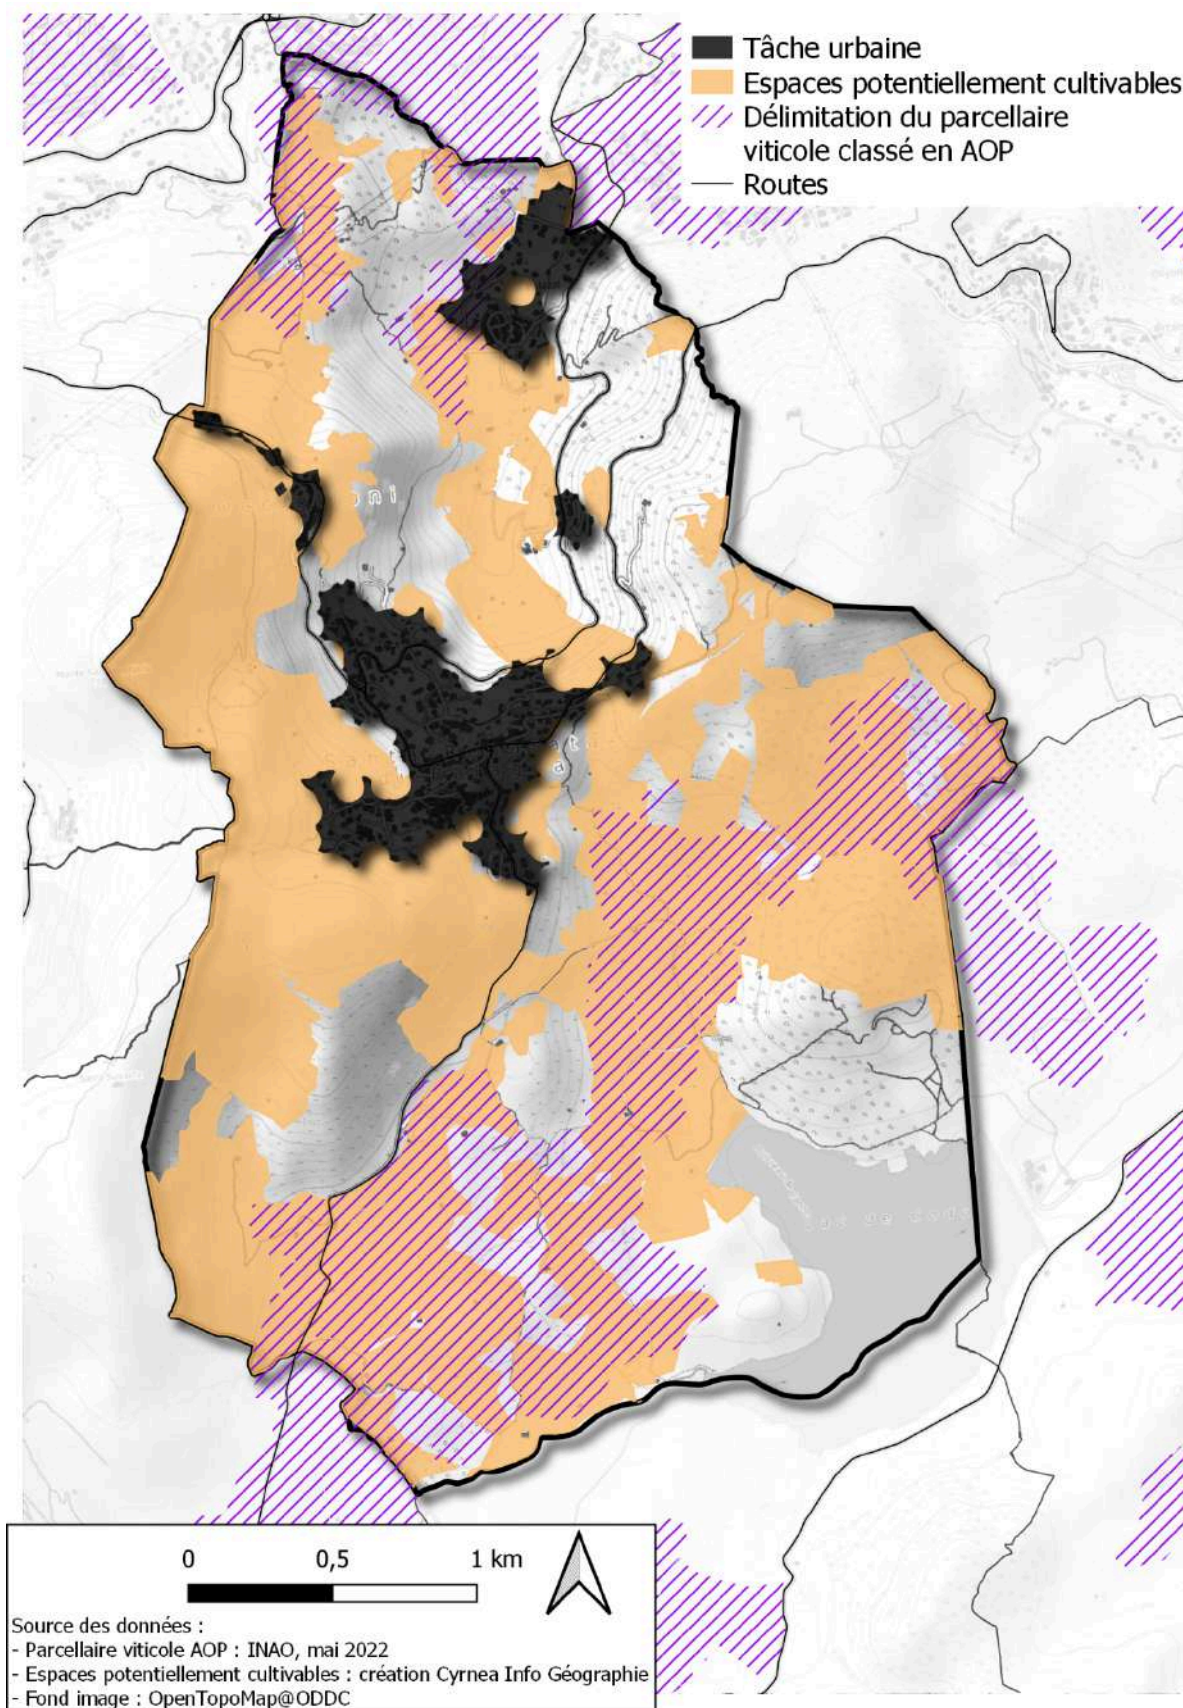 Tâche urbaine
Espaces potentiellement cultivables
Délimitation du parcellaire
viticole classé en AOP
Routes
0 0,5 1 km
Source des données :
- Parcellaire viticole AOP : INAO, mai 2022
- Espaces potentiellement cultivables : création Cyrnea Info Géographie
- Fond image : OpenTopoMap@ODDC